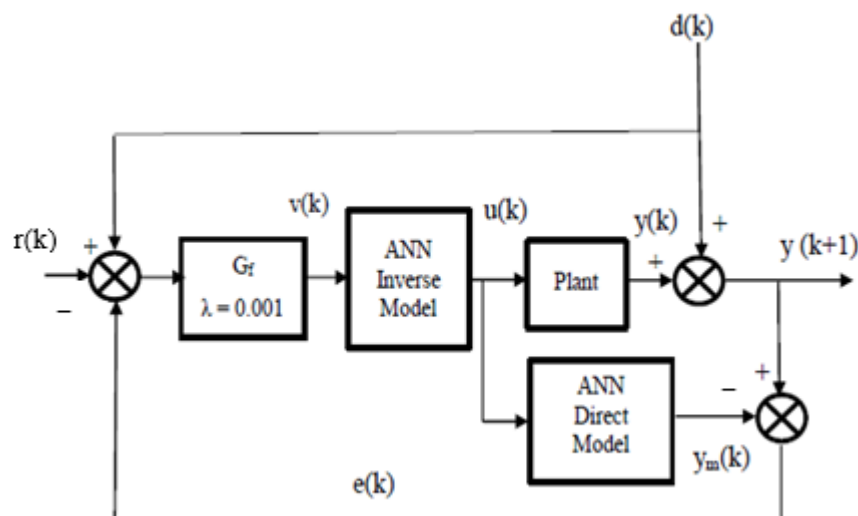 d(k)
v(k)
u(k)
y(k)
+
r(k)
+
y (k+1)
G_f
λ = 0.001
ANN
Inverse
Model
Plant
+
−
ANN
Direct
Model
−
+
y_m(k)
e(k)